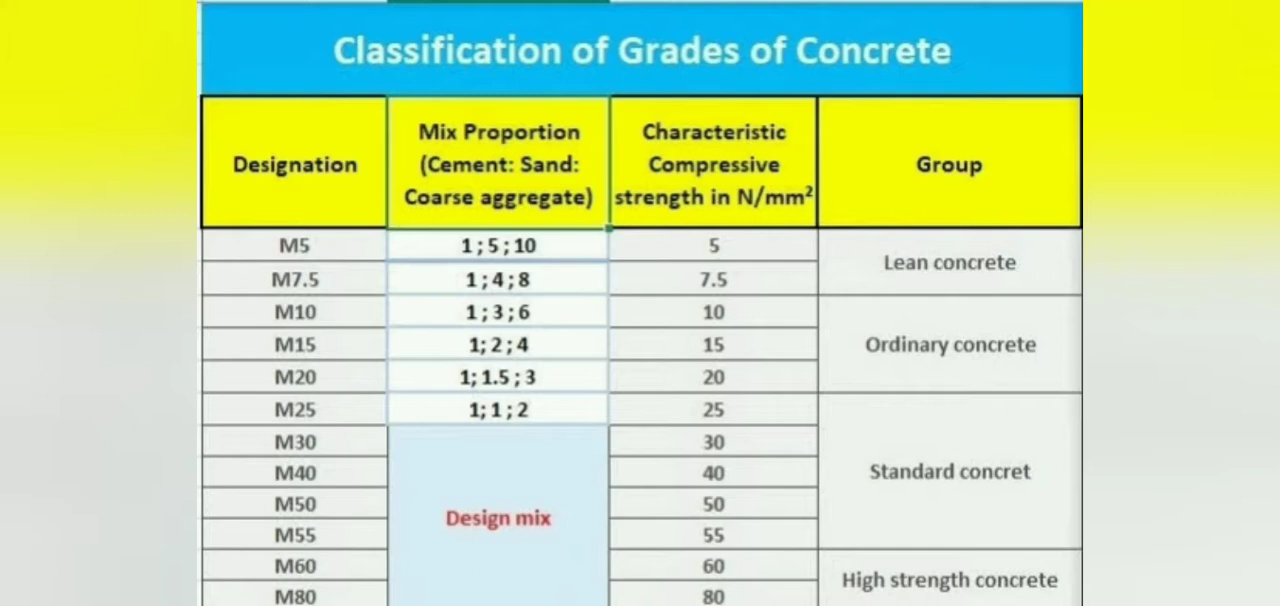 Classification of Grades of Concrete
Designation
Mix Proportion
(Cement: Sand:
Coarse aggregate)
Characteristic
Compressive
strength in N/mm²
Group
M5 1;5;10 5
Lean concrete
M7.5 1;4;8 7.5
M10 1;3;6 10
M15 1;2;4 15 Ordinary concrete
M20 1;1.5;3 20
M25 1;1;2 25
M30 30
M40 40 Standard concret
M50 50
Design mix
M55 55
M60 60
High strength concrete
M80 80